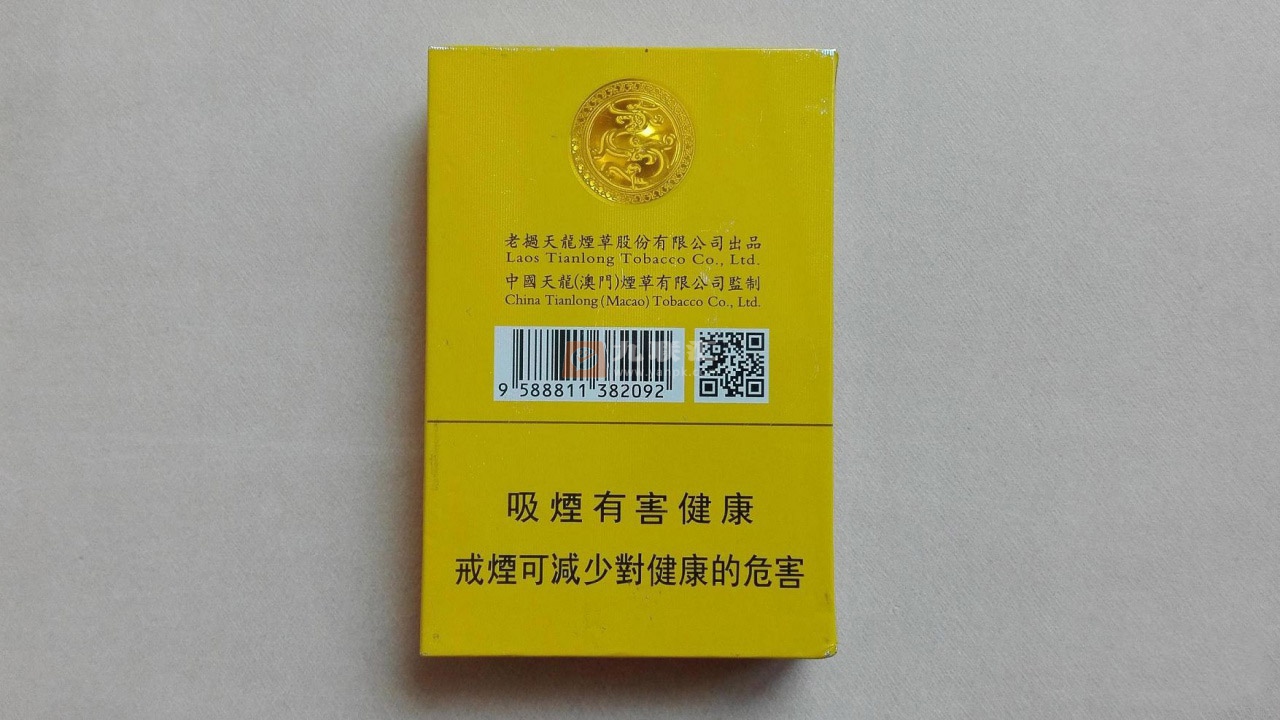 老撾天龍煙草股份有限公司出品
Laos Tianlong Tobacco Co., Ltd.
中國天龍(澳門)煙草有限公司監制
China Tianlong (Macao) Tobacco Co., Ltd.
9 588811 382092
吸煙有害健康
戒煙可減少對健康的危害